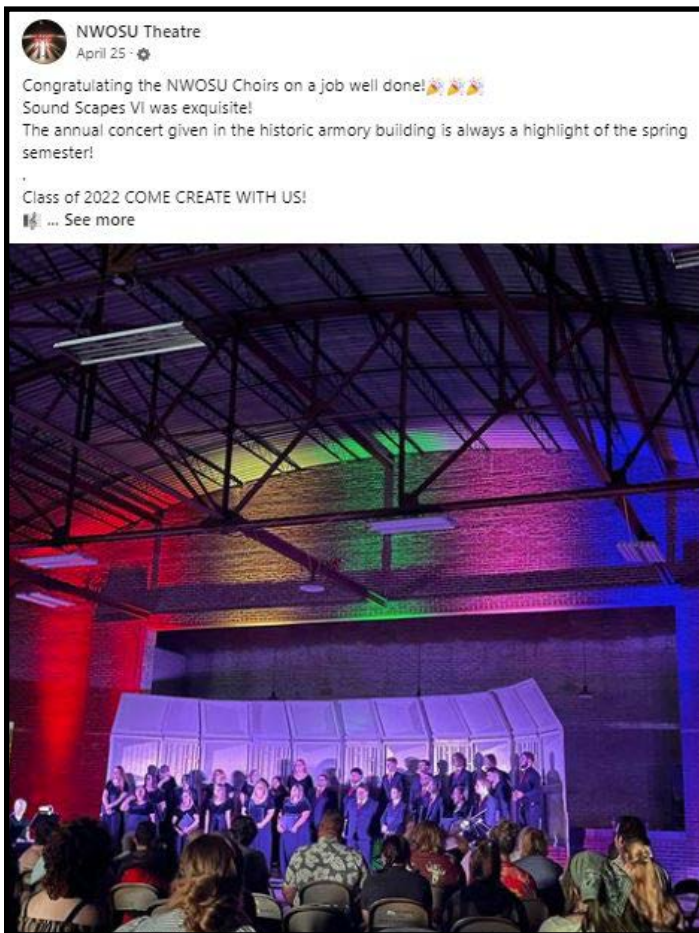 NWOSU Theatre
April 25 ·
Congratulating the NWOSU Choirs on a job well done!🎉🎉🎉
Sound Scapes VI was exquisite!
The annual concert given in the historic armory building is always a highlight of the spring
semester!
.
Class of 2022 COME CREATE WITH US!
🎼 ... See more